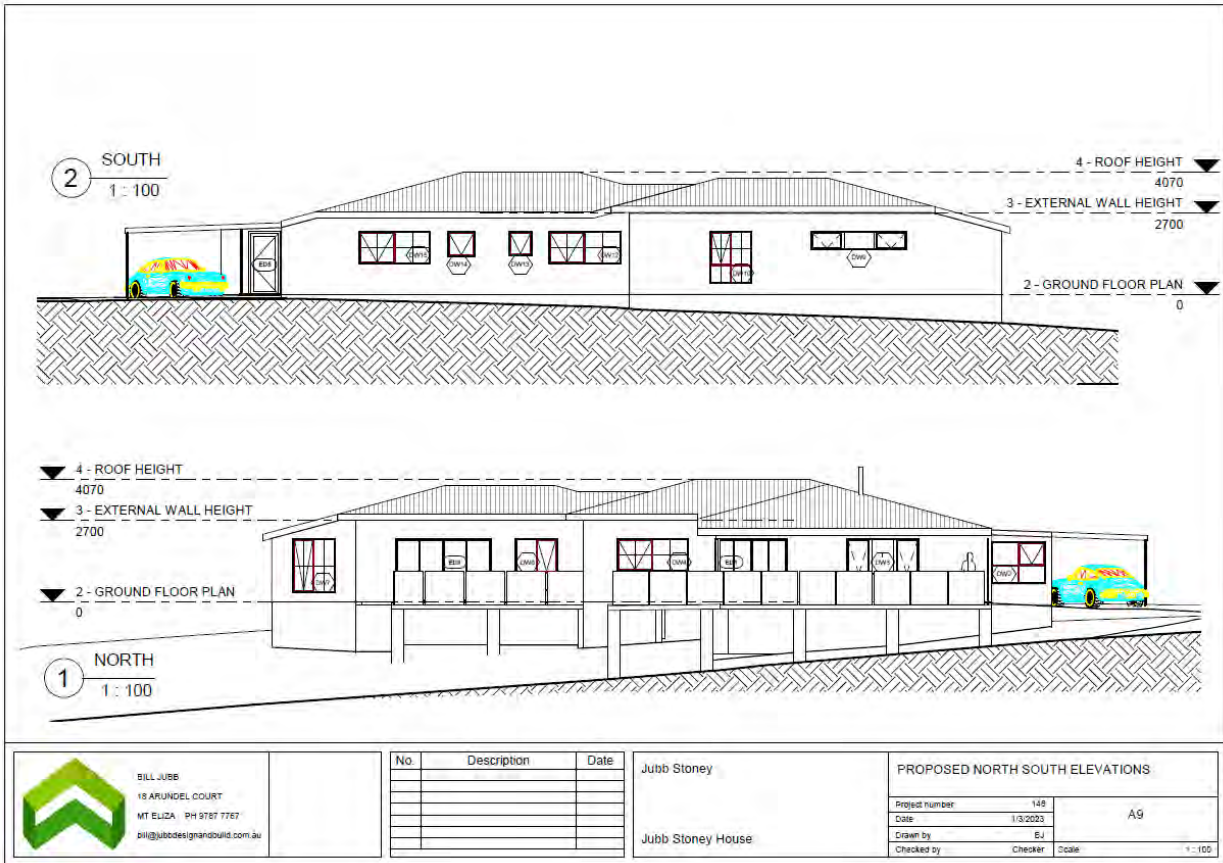 2
SOUTH
1 : 100
4 - ROOF HEIGHT
4070
3 - EXTERNAL WALL HEIGHT
2700
2 - GROUND FLOOR PLAN
0
4 - ROOF HEIGHT
4070
3 - EXTERNAL WALL HEIGHT
2700
2 - GROUND FLOOR PLAN
0
1
NORTH
1 : 100
BILL JUBB
18 ARUNDEL COURT
MT ELIZA PH 9787 7767
bill@jubbdesignandbuild.com.au
No. Description Date
Jubb Stoney
Jubb Stoney House
PROPOSED NORTH SOUTH ELEVATIONS
Project number 148
Date 1/3/2023
Drawn by BJ
Checked by Checker
A9
Scale 1 : 100